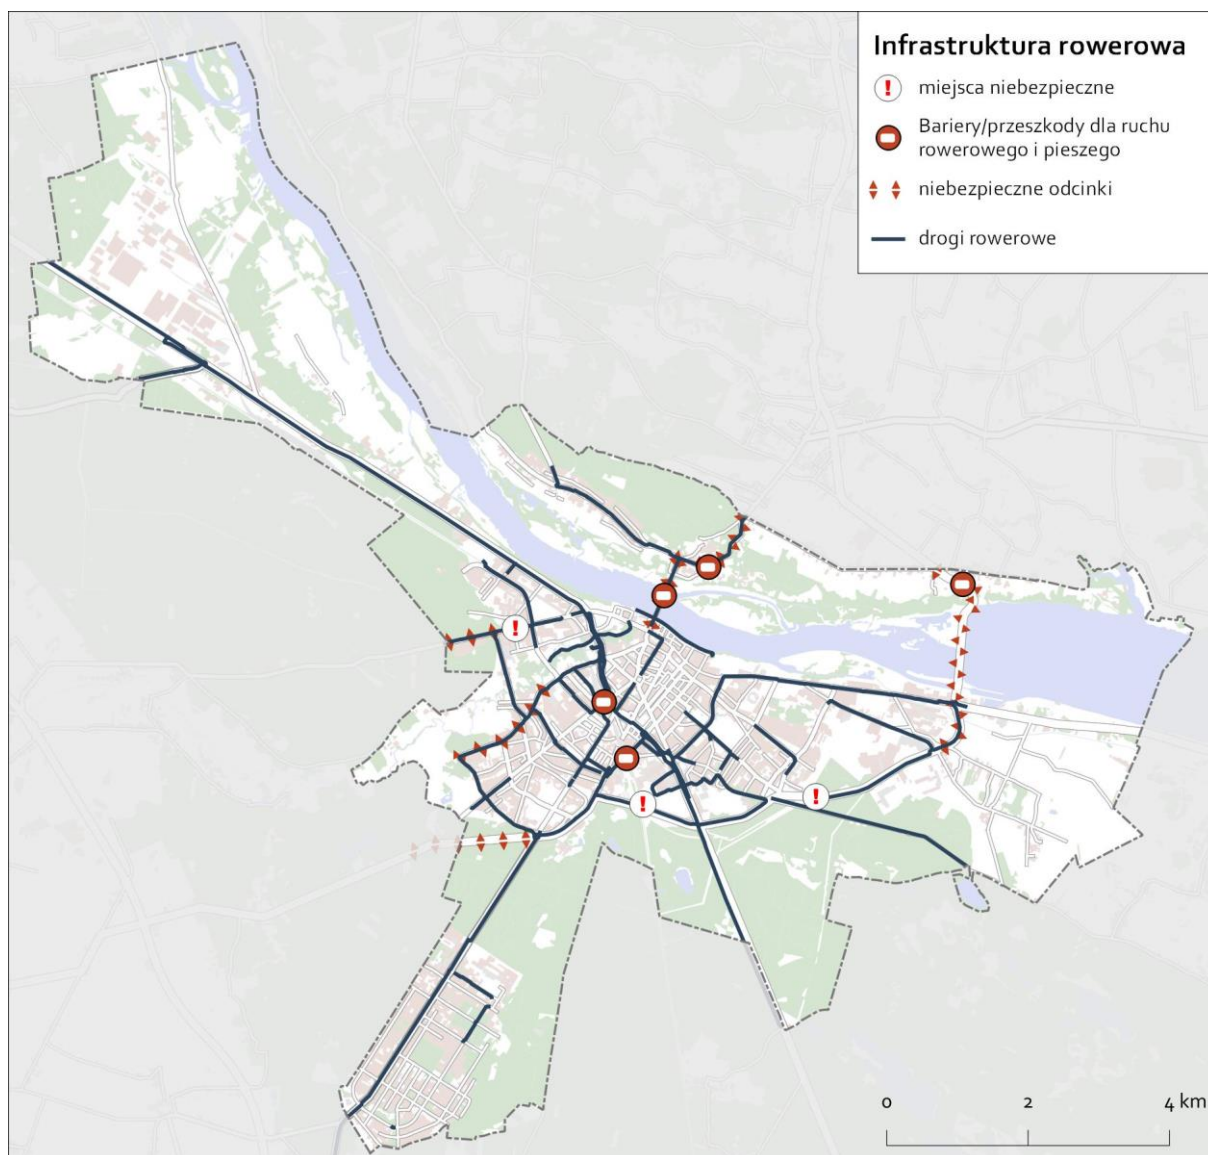 Infrastruktura rowerowa
miejsca niebezpieczne
Bariery/przeszkody dla ruchu
rowerowego i pieszego
niebezpieczne odcinki
drogi rowerowe
0 2 4 km